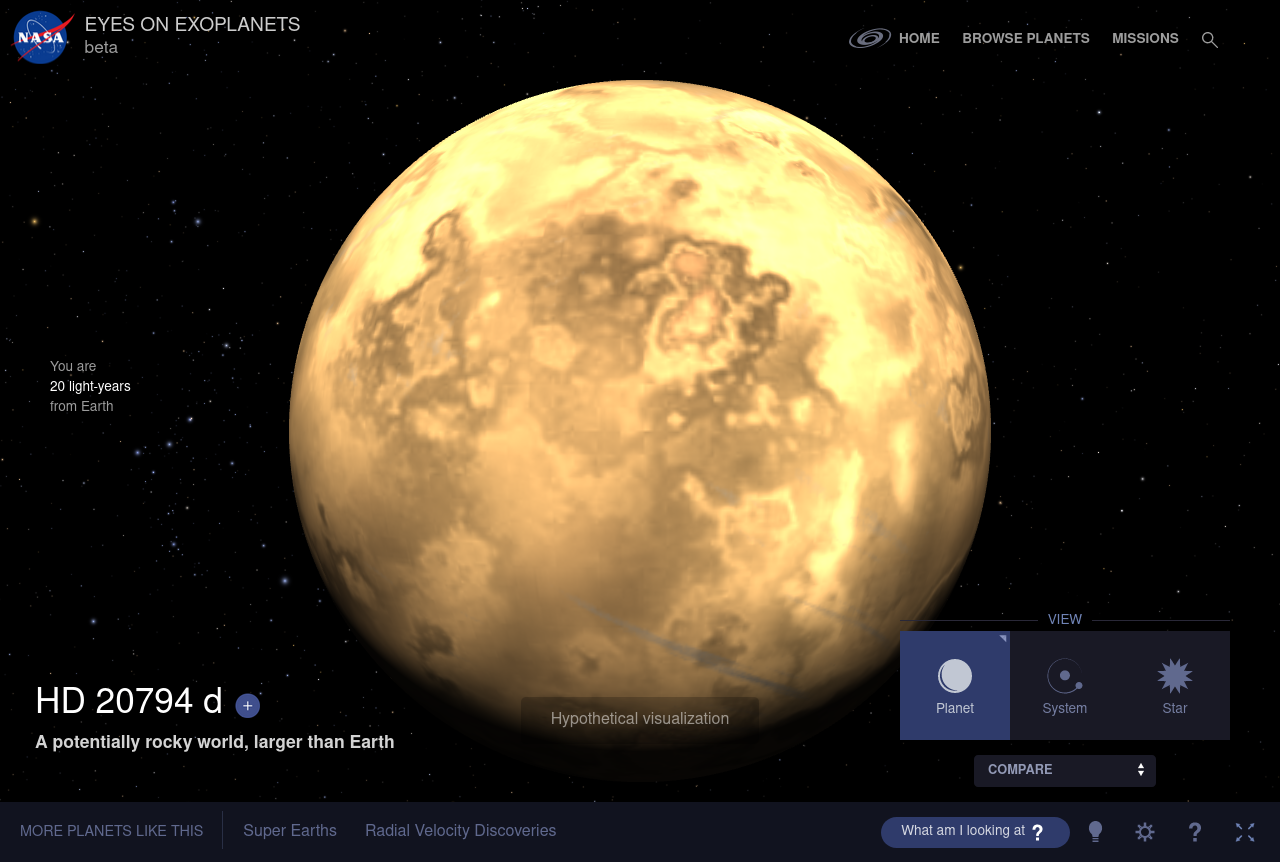 NASA
EYES ON EXOPLANETS
beta
HOME
BROWSE PLANETS
MISSIONS
You are
20 light-years
from Earth
VIEW
Planet
System
Star
HD 20794 d +
A potentially rocky world, larger than Earth
Hypothetical visualization
COMPARE
MORE PLANETS LIKE THIS
Super Earths
Radial Velocity Discoveries
What am I looking at ?
?